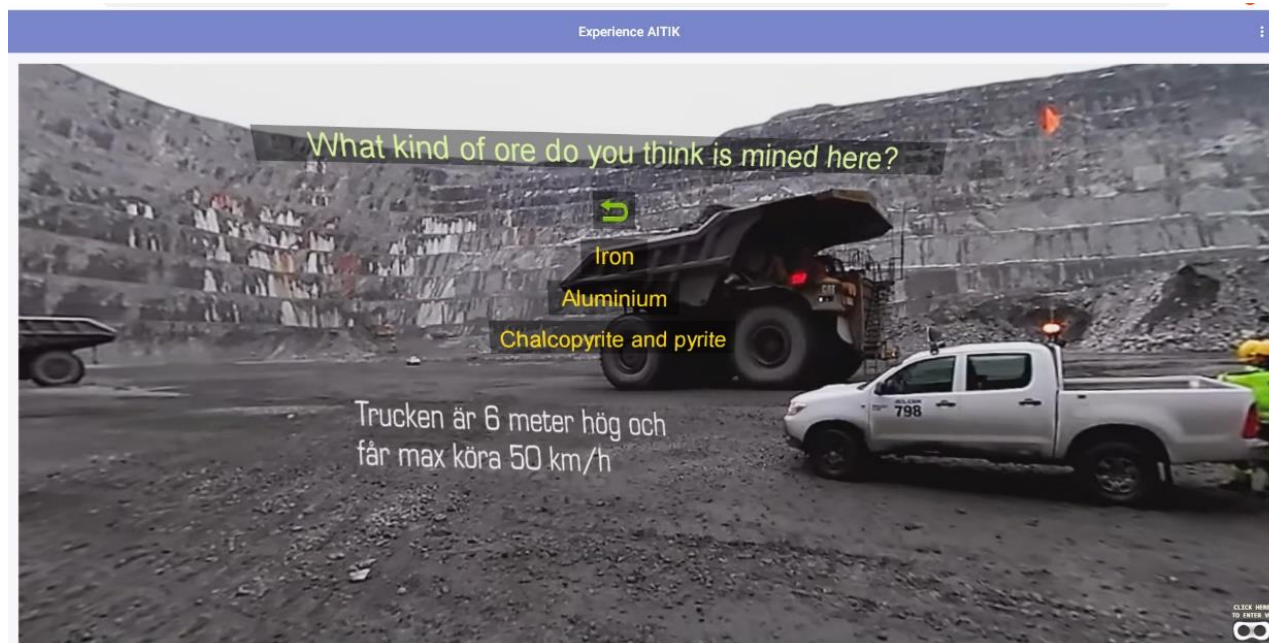 Experience AITIK
What kind of ore do you think is mined here?
Iron
Aluminium
Chalcopyrite and pyrite
CAT
798
Trucken är 6 meter hög och
får max köra 50 km/h
CLICK HERE
TO ENTER